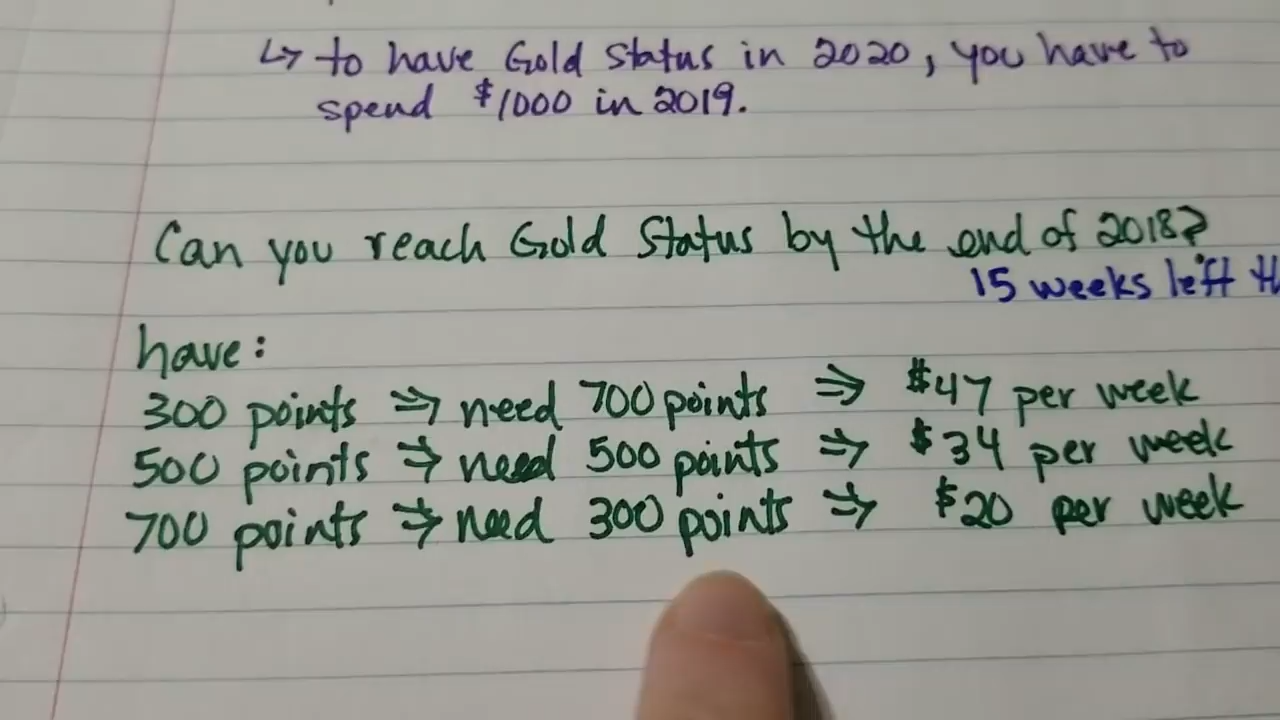 ↳ to have Gold Status in 2020, you have to
spend $1000 in 2019.
Can you reach Gold Status by the end of 2018?
15 weeks left
have:
300 points ⇒ need 700 points ⇒ $47 per week
500 points ⇒ need 500 points ⇒ $34 per week
700 points ⇒ need 300 points ⇒ $20 per week